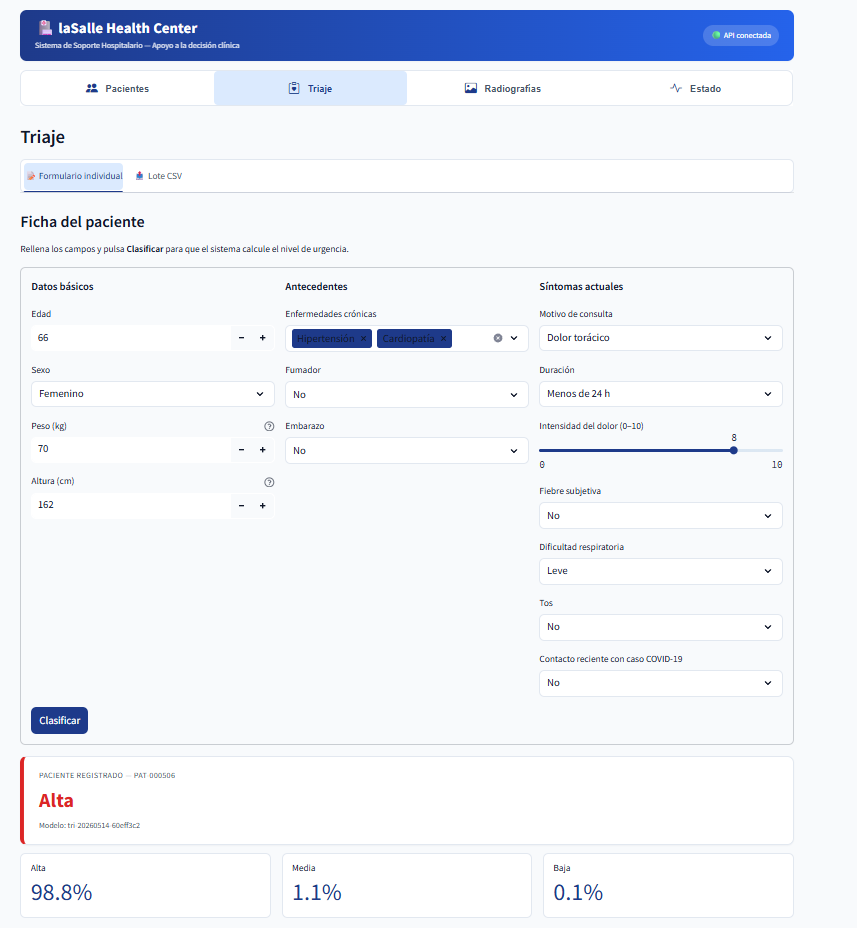 laSalle Health Center
Sistema de Soporte Hospitalario — Apoyo a la decisión clínica
API conectada
Pacientes
Triaje
Radiografías
Estado
Triaje
Formulario individual
Lote CSV
Ficha del paciente
Rellena los campos y pulsa Clasificar para que el sistema calcule el nivel de urgencia.
Datos básicos
Edad
66
Sexo
Femenino
Peso (kg)
70
Altura (cm)
162
Antecedentes
Enfermedades crónicas
Hipertensión Cardiopatía
Fumador
No
Embarazo
No
Síntomas actuales
Motivo de consulta
Dolor torácico
Duración
Menos de 24 h
Intensidad del dolor (0–10)
8
0 10
Fiebre subjetiva
No
Dificultad respiratoria
Leve
Tos
No
Contacto reciente con caso COVID-19
No
Clasificar
PACIENTE REGISTRADO — PAT-000506
Alta
Modelo: tri-20260514-60eff3c2
Alta
98.8%
Media
1.1%
Baja
0.1%